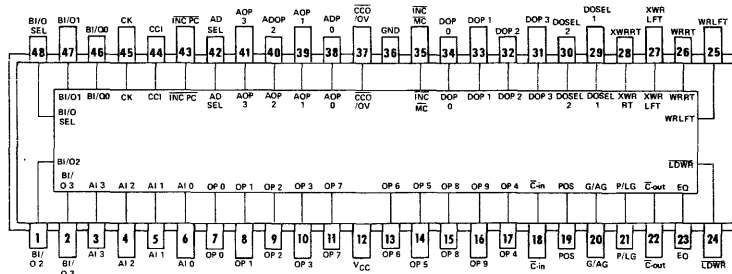 BI/O SEL BI/O1 BI/O0 CK CCI INC PC AD SEL AOP 3 ADOP 2 AOP 1 ADP 0 CCO /OV GND INC MC DOP 0 DOP 1 DOP 2 DOP 3 DOSEL 2 DOSEL 1 XWRRT XWR LFT WRRT WRLFT
48 47 46 45 44 43 42 41 40 39 38 37 36 35 34 33 32 31 30 29 28 27 26 25
BI/O SEL BI/O1 BI/O0 CK CCI INC PC AD SEL AOP 3 AOP 2 AOP 1 AOP 0 CCO /OV INC MC DOP 0 DOP 1 DOP 2 DOP 3 DOSEL 2 DOSEL 1 XWR RT XWR LFT WRRT WRLFT
BI/O2 BI/ O 3 AI 3 AI 2 AI 1 AI 0 OP 0 OP 1 OP 2 OP 3 OP 7 OP 6 OP 5 OP 8 OP 9 OP 4 C-in POS G/AG P/LG C-out EQ LDWR
1 2 3 4 5 6 7 8 9 10 11 12 13 14 15 16 17 18 19 20 21 22 23 24
BI/ O 2 BI/ O 3 AI 3 AI 2 AI 1 AI 0 OP 0 OP 1 OP 2 OP 3 OP 7 VCC OP 6 OP 5 OP 8 OP 9 OP 4 C-in POS G/AG P/LG C-out EQ LDWR